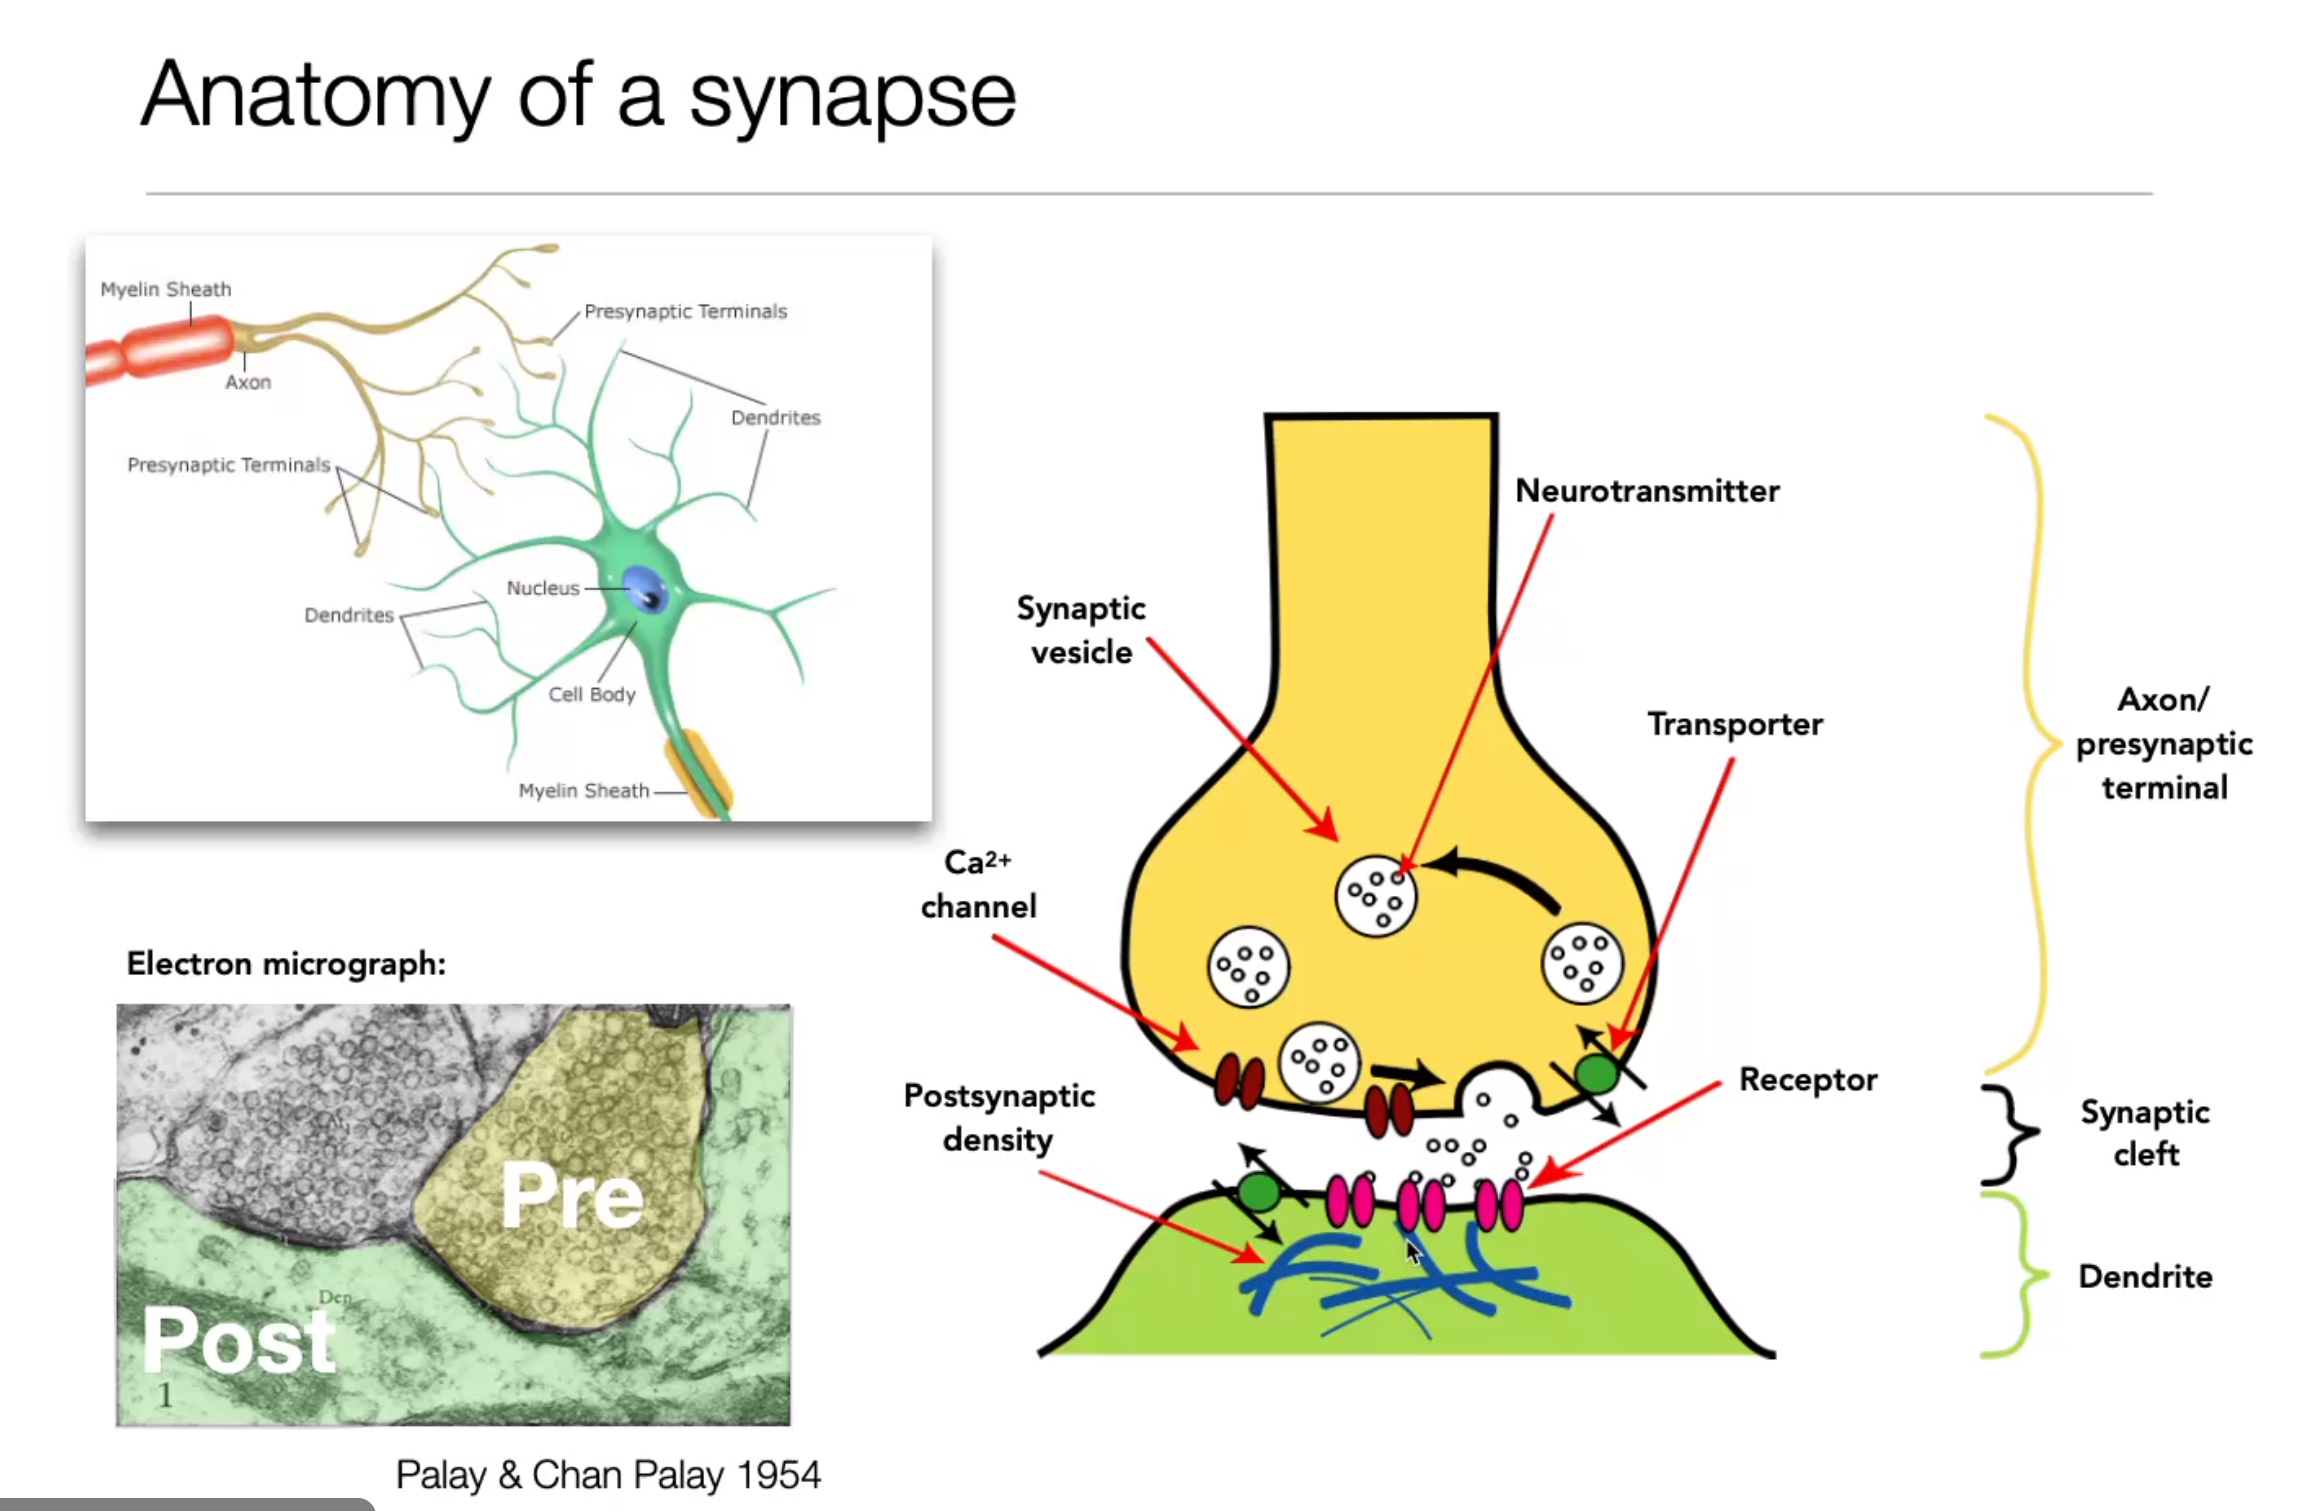 Anatomy of a synapse
Myelin Sheath
Presynaptic Terminals
Axon
Dendrites
Presynaptic Terminals
Nucleus
Dendrites
Cell Body
Myelin Sheath
Electron micrograph:
Pre
Den
Post
1
Palay & Chan Palay 1954
Neurotransmitter
Synaptic
vesicle
Transporter
Ca²⁺
channel
Postsynaptic
density
Receptor
Axon/
presynaptic
terminal
Synaptic
cleft
Dendrite